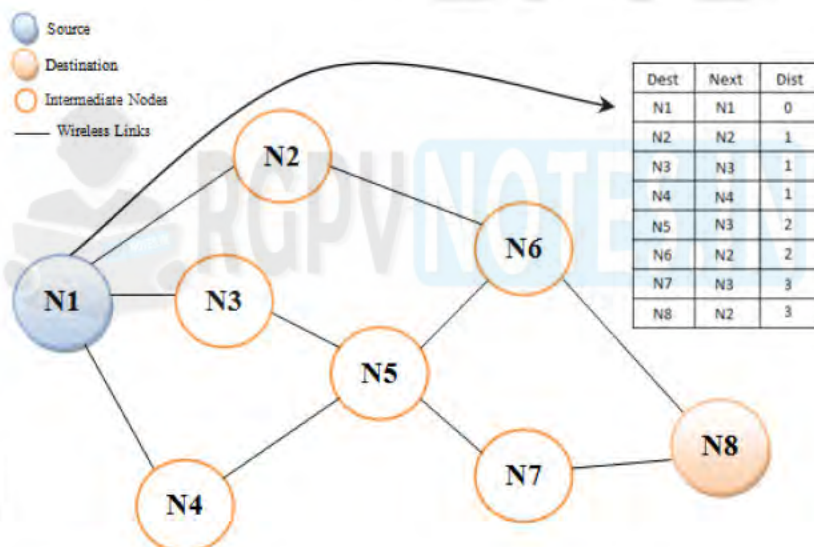 Source
Destination
Intermediate Nodes
Wireless Links
Dest Next Dist
N1 N1 0
N2 N2 1
N3 N3 1
N4 N4 1
N5 N3 2
N6 N2 2
N7 N3 3
N8 N2 3
N2
N6
N1
N3
N5
N8
N7
N4
RGPVNOTES.IN